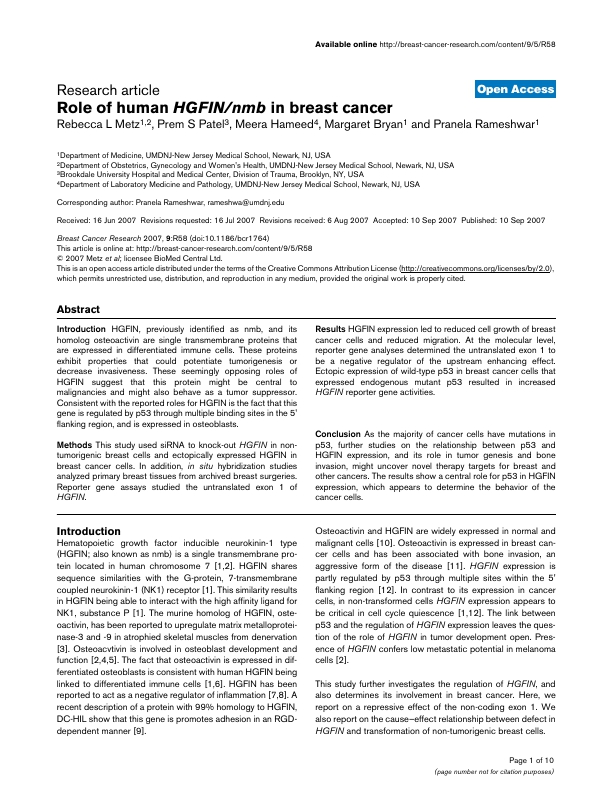 Available online http://breast-cancer-research.com/content/9/5/R58
Research article
Open Access
Role of human HGFIN/nmb in breast cancer
Rebecca L Metz1,2, Prem S Patel3, Meera Hameed4, Margaret Bryan1 and Pranela Rameshwar1
1Department of Medicine, UMDNJ-New Jersey Medical School, Newark, NJ, USA
2Department of Obstetrics, Gynecology and Women's Health, UMDNJ-New Jersey Medical School, Newark, NJ, USA
3Brookdale University Hospital and Medical Center, Division of Trauma, Brooklyn, NY, USA
4Department of Laboratory Medicine and Pathology, UMDNJ-New Jersey Medical School, Newark, NJ, USA
Corresponding author: Pranela Rameshwar, rameshwa@umdnj.edu
Received: 16 Jun 2007 Revisions requested: 16 Jul 2007 Revisions received: 6 Aug 2007 Accepted: 10 Sep 2007 Published: 10 Sep 2007
Breast Cancer Research 2007, 9:R58 (doi:10.1186/bcr1764)
This article is online at: http://breast-cancer-research.com/content/9/5/R58
© 2007 Metz et al; licensee BioMed Central Ltd.
This is an open access article distributed under the terms of the Creative Commons Attribution License (http://creativecommons.org/licenses/by/2.0),
which permits unrestricted use, distribution, and reproduction in any medium, provided the original work is properly cited.
Abstract
Introduction HGFIN, previously identified as nmb, and its
homolog osteoactivin are single transmembrane proteins that
are expressed in differentiated immune cells. These proteins
exhibit properties that could potentiate tumorigenesis or
decrease invasiveness. These seemingly opposing roles of
HGFIN suggest that this protein might be central to
malignancies and might also behave as a tumor suppressor.
Consistent with the reported roles for HGFIN is the fact that this
gene is regulated by p53 through multiple binding sites in the 5'
flanking region, and is expressed in osteoblasts.
Methods This study used siRNA to knock-out HGFIN in non-
tumorigenic breast cells and ectopically expressed HGFIN in
breast cancer cells. In addition, in situ hybridization studies
analyzed primary breast tissues from archived breast surgeries.
Reporter gene assays studied the untranslated exon 1 of
HGFIN.
Results HGFIN expression led to reduced cell growth of breast
cancer cells and reduced migration. At the molecular level,
reporter gene analyses determined the untranslated exon 1 to
be a negative regulator of the upstream enhancing effect.
Ectopic expression of wild-type p53 in breast cancer cells that
expressed endogenous mutant p53 resulted in increased
HGFIN reporter gene activities.
Conclusion As the majority of cancer cells have mutations in
p53, further studies on the relationship between p53 and
HGFIN expression, and its role in tumor genesis and bone
invasion, might uncover novel therapy targets for breast and
other cancers. The results show a central role for p53 in HGFIN
expression, which appears to determine the behavior of the
cancer cells.
Introduction
Hematopoietic growth factor inducible neurokinin-1 type
(HGFIN; also known as nmb) is a single transmembrane pro-
tein located in human chromosome 7 [1,2]. HGFIN shares
sequence similarities with the G-protein, 7-transmembrane
coupled neurokinin-1 (NK1) receptor [1]. This similarity results
in HGFIN being able to interact with the high affinity ligand for
NK1, substance P [1]. The murine homolog of HGFIN, oste-
oactivin, has been reported to upregulate matrix metalloprotei-
nase-3 and -9 in atrophied skeletal muscles from denervation
[3]. Osteoacvtivin is involved in osteoblast development and
function [2,4,5]. The fact that osteoactivin is expressed in dif-
ferentiated osteoblasts is consistent with human HGFIN being
linked to differentiated immune cells [1,6]. HGFIN has been
reported to act as a negative regulator of inflammation [7,8]. A
recent description of a protein with 99% homology to HGFIN,
DC-HIL show that this gene is promotes adhesion in an RGD-
dependent manner [9].
Osteoactivin and HGFIN are widely expressed in normal and
malignant cells [10]. Osteoactivin is expressed in breast can-
cer cells and has been associated with bone invasion, an
aggressive form of the disease [11]. HGFIN expression is
partly regulated by p53 through multiple sites within the 5'
flanking region [12]. In contrast to its expression in cancer
cells, in non-transformed cells HGFIN expression appears to
be critical in cell cycle quiescence [1,12]. The link between
p53 and the regulation of HGFIN expression leaves the ques-
tion of the role of HGFIN in tumor development open. Pres-
ence of HGFIN confers low metastatic potential in melanoma
cells [2].
This study further investigates the regulation of HGFIN, and
also determines its involvement in breast cancer. Here, we
report on a repressive effect of the non-coding exon 1. We
also report on the cause–effect relationship between defect in
HGFIN and transformation of non-tumorigenic breast cells.
Page 1 of 10
(page number not for citation purposes)